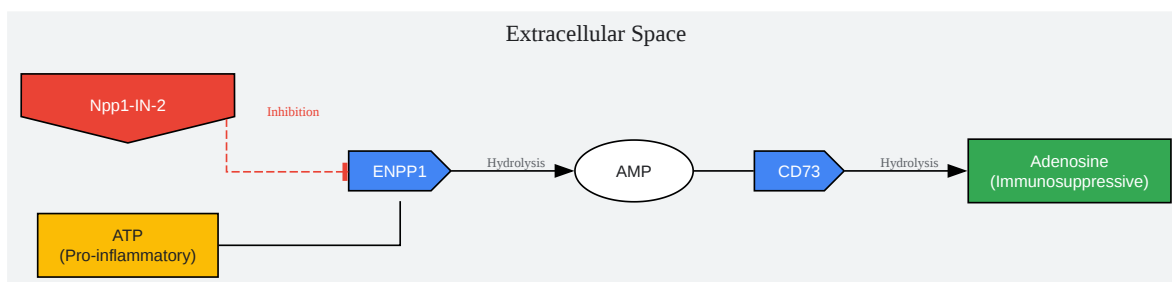 Extracellular Space
Npp1-IN-2
Inhibition
ENPP1
Hydrolysis
AMP
CD73
Hydrolysis
Adenosine
(Immunosuppressive)
ATP
(Pro-inflammatory)